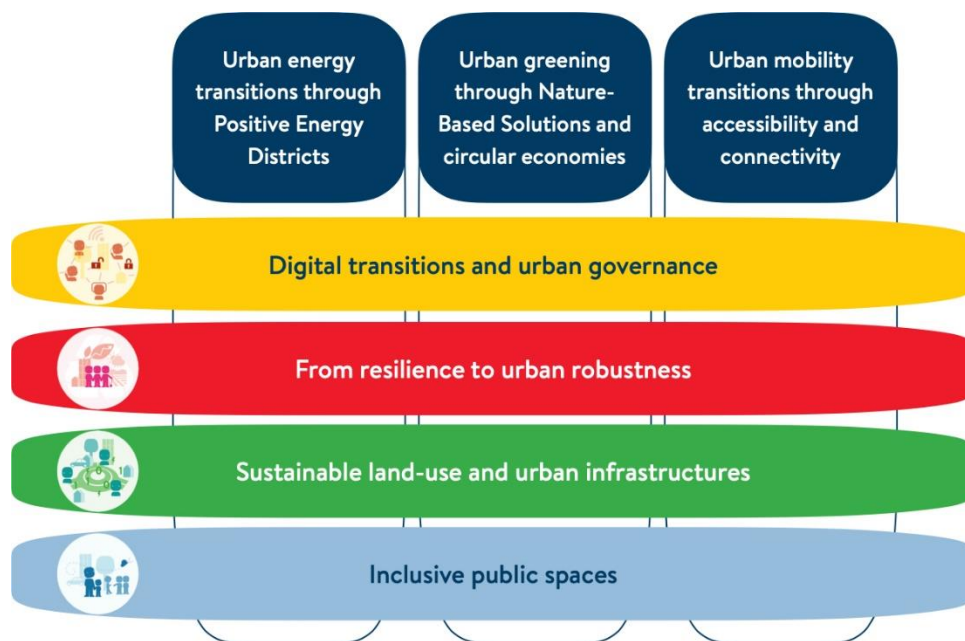 Urban energy
transitions through
Positive Energy
Districts
Urban greening
through Nature-
Based Solutions and
circular economies
Urban mobility
transitions through
accessibility and
connectivity
Digital transitions and urban governance
From resilience to urban robustness
Sustainable land-use and urban infrastructures
Inclusive public spaces